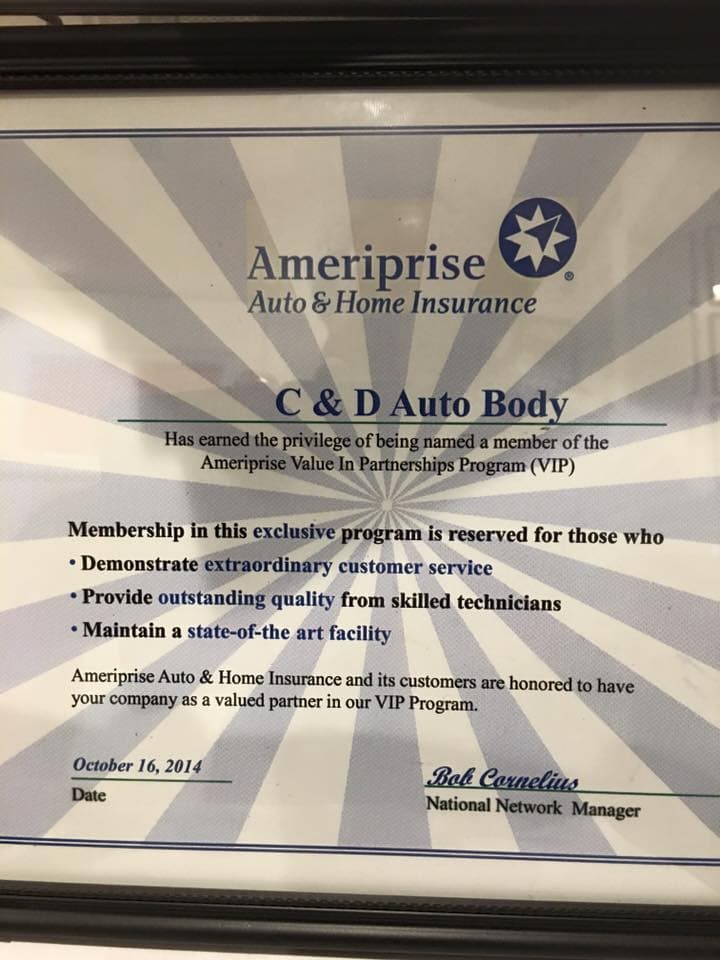 Ameriprise
Auto & Home Insurance
C & D Auto Body
Has earned the privilege of being named a member of the
Ameriprise Value In Partnerships Program (VIP)
Membership in this exclusive program is reserved for those who
• Demonstrate extraordinary customer service
• Provide outstanding quality from skilled technicians
• Maintain a state-of-the art facility
Ameriprise Auto & Home Insurance and its customers are honored to have
your company as a valued partner in our VIP Program.
October 16, 2014
Date
Bob Cornelius
National Network Manager